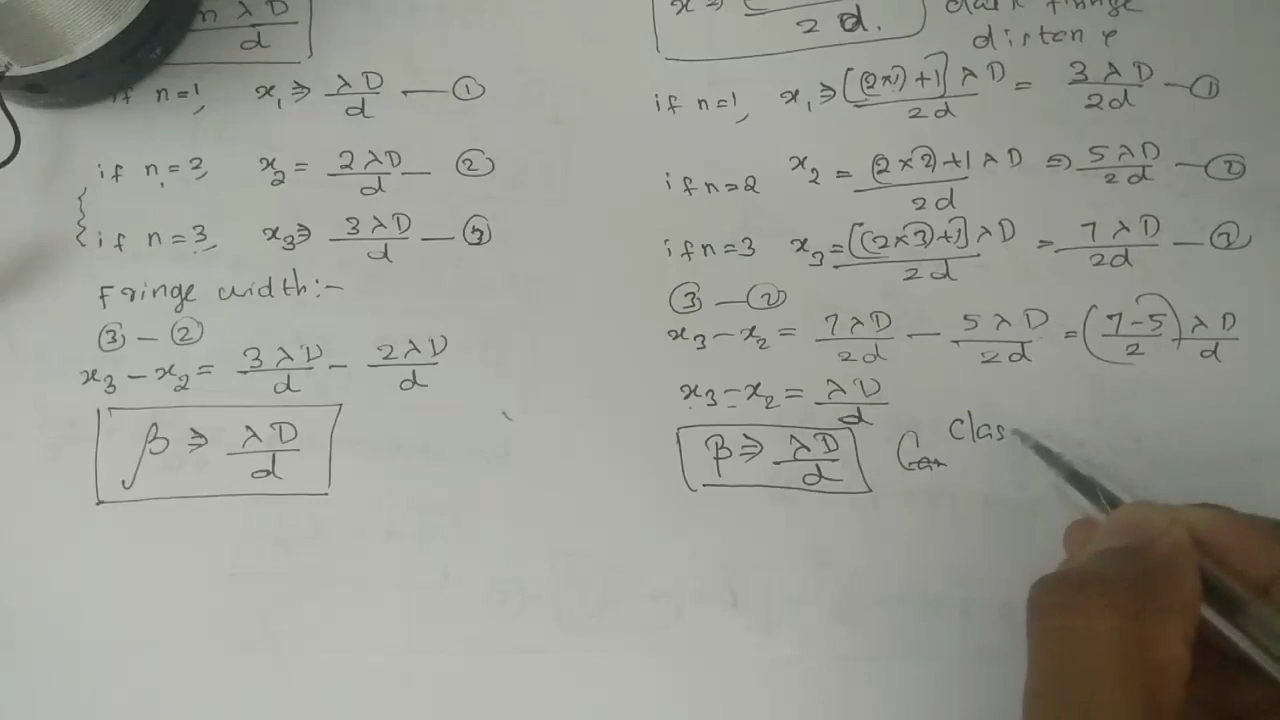 nλD/d
if n=1, x₁ ⇒ λD/d — ①
if n=2, x₂ = 2λD/d — ②
if n=3, x₃ ⇒ 3λD/d — ③
Fringe width:-
③ - ②
x₃ - x₂ = 3λD/d - 2λD/d
β ⇒ λD/d
2d.
dark fringe
distance
if n=1, x₁ ⇒ [(2×1)+1]λD/2d = 3λD/2d — ①
if n=2 x₂ = (2×2)+1λD/2d ⇒ 5λD/2d — ②
if n=3 x₃ = [(2×3)+1]λD/2d = 7λD/2d — ③
③ — ②
x₃ - x₂ = 7λD/2d - 5λD/2d = (7-5/2)λD/d
x₃ - x₂ = λD/d
β ⇒ λD/d
clas